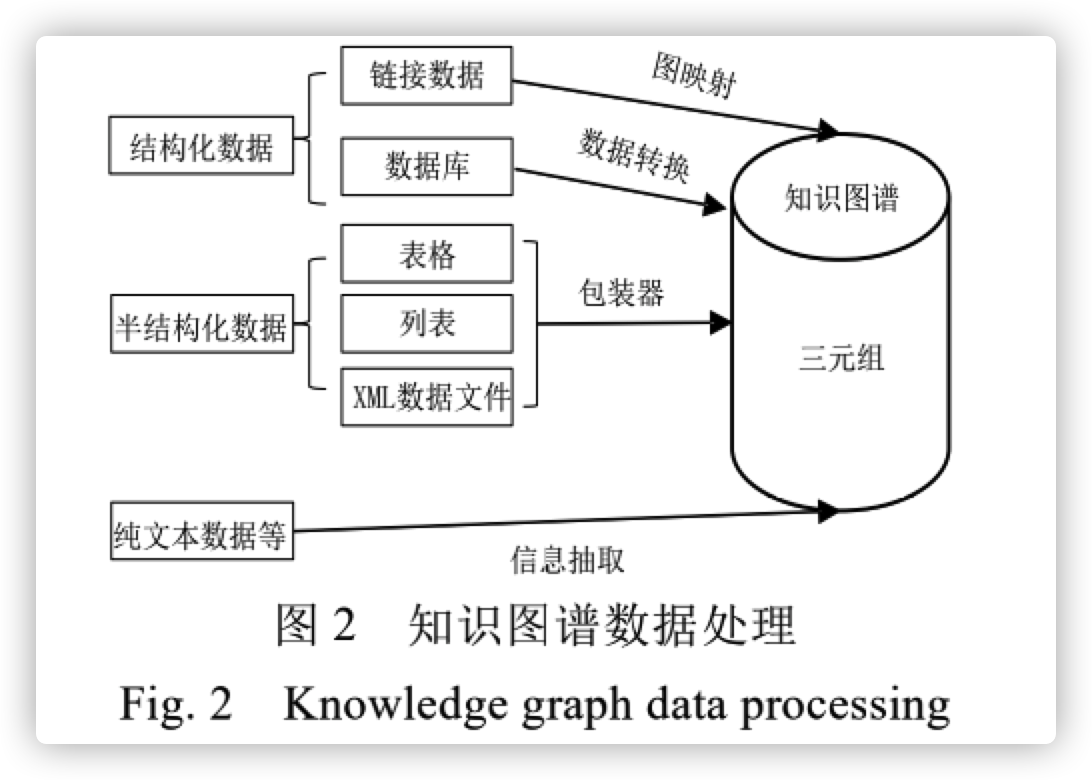 链接数据
图映射
结构化数据
数据库
数据转换
知识图谱
表格
半结构化数据
列表
包装器
三元组
XML数据文件
纯文本数据等
信息抽取
图 2 知识图谱数据处理
Fig. 2 Knowledge graph data processing